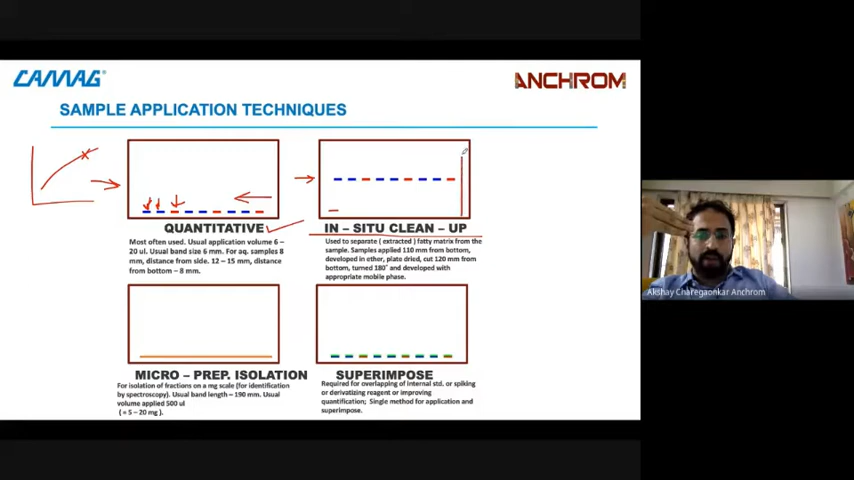 CAMAG®
ANCHROM
SAMPLE APPLICATION TECHNIQUES
QUANTITATIVE
Most often used. Usual application volume 6 –
20 ul. Usual band size 6 mm. For aq. samples 8
mm, distance from side. 12 – 15 mm, distance
from bottom – 8 mm.
IN – SITU CLEAN – UP
Used to separate ( extracted ) fatty matrix from the
sample. Samples applied 110 mm from bottom,
developed in ether, plate dried, cut 120 mm from
bottom, turned 180° and developed with
appropriate mobile phase.
MICRO – PREP. ISOLATION
For isolation of fractions on a mg scale (for identification
by spectroscopy). Usual band length – 190 mm. Usual
volume applied 500 ul
( = 5 – 20 mg ).
SUPERIMPOSE
Required for overlapping of internal std. or spiking
or derivatizing reagent or improving
quantification; Single method for application and
superimpose.
Akshay Charegaonkar Anchrom